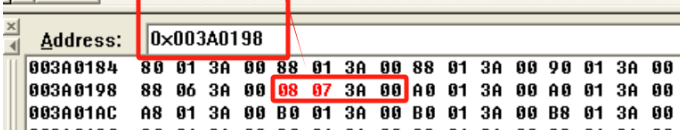 Address: 0x003A0198
003A0184 80 01 3A 00 88 01 3A 00 88 01 3A 00 90 01 3A 00
003A0198 88 06 3A 00 08 07 3A 00 A0 01 3A 00 A0 01 3A 00
003A01AC A8 01 3A 00 B0 01 3A 00 B0 01 3A 00 B8 01 3A 00